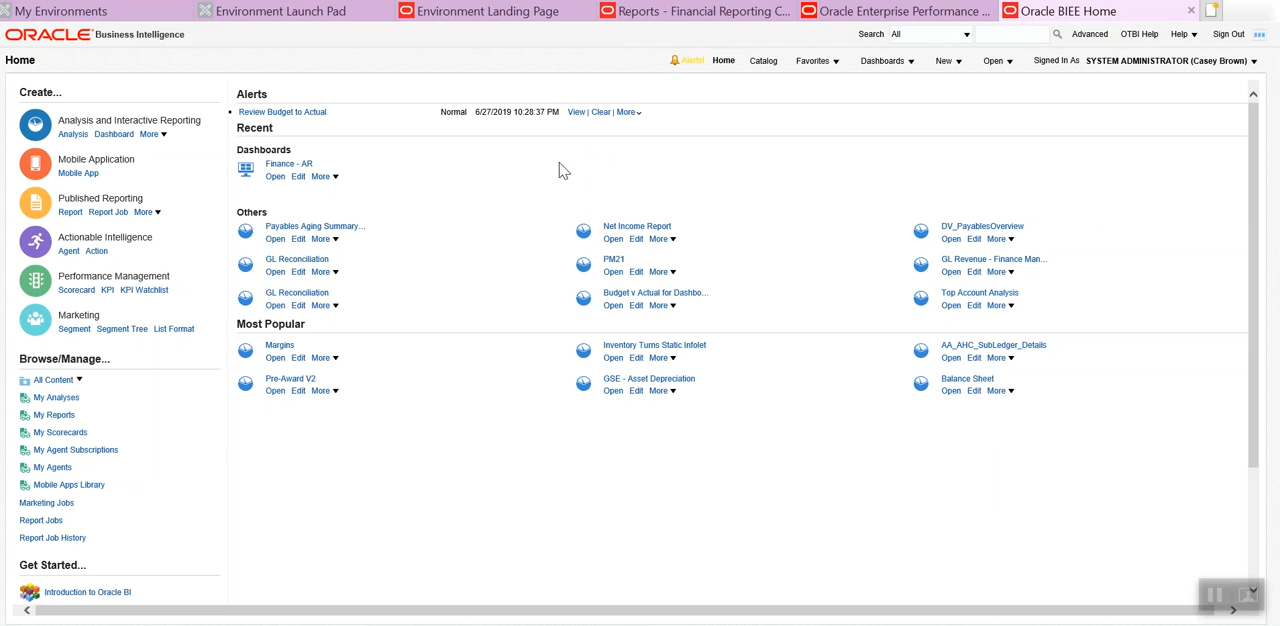 My Environments Environment Launch Pad Environment Landing Page Reports - Financial Reporting C... Oracle Enterprise Performance ... Oracle BIEE Home
ORACLE Business Intelligence Search All Advanced OTBI Help Help Sign Out
Home Alerts! Home Catalog Favorites Dashboards New Open Signed In As SYSTEM ADMINISTRATOR (Casey Brown)
Create...
Analysis and Interactive Reporting
Analysis Dashboard More
Mobile Application
Mobile App
Published Reporting
Report Report Job More
Actionable Intelligence
Agent Action
Performance Management
Scorecard KPI KPI Watchlist
Marketing
Segment Segment Tree List Format
Browse/Manage...
All Content
My Analyses
My Reports
My Scorecards
My Agent Subscriptions
My Agents
Mobile Apps Library
Marketing Jobs
Report Jobs
Report Job History
Get Started...
Introduction to Oracle BI
Alerts
Review Budget to Actual Normal 6/27/2019 10:28:37 PM View | Clear | More
Recent
Dashboards
Finance - AR
Open Edit More
Others
Payables Aging Summary... Net Income Report DV_PayablesOverview
Open Edit More Open Edit More Open Edit More
GL Reconciliation PM21 GL Revenue - Finance Man...
Open Edit More Open Edit More Open Edit More
GL Reconciliation Budget v Actual for Dashbo... Top Account Analysis
Open Edit More Open Edit More Open Edit More
Most Popular
Margins Inventory Turns Static Infolet AA_AHC_SubLedger_Details
Open Edit More Open Edit More Open Edit More
Pre-Award V2 GSE - Asset Depreciation Balance Sheet
Open Edit More Open Edit More Open Edit More